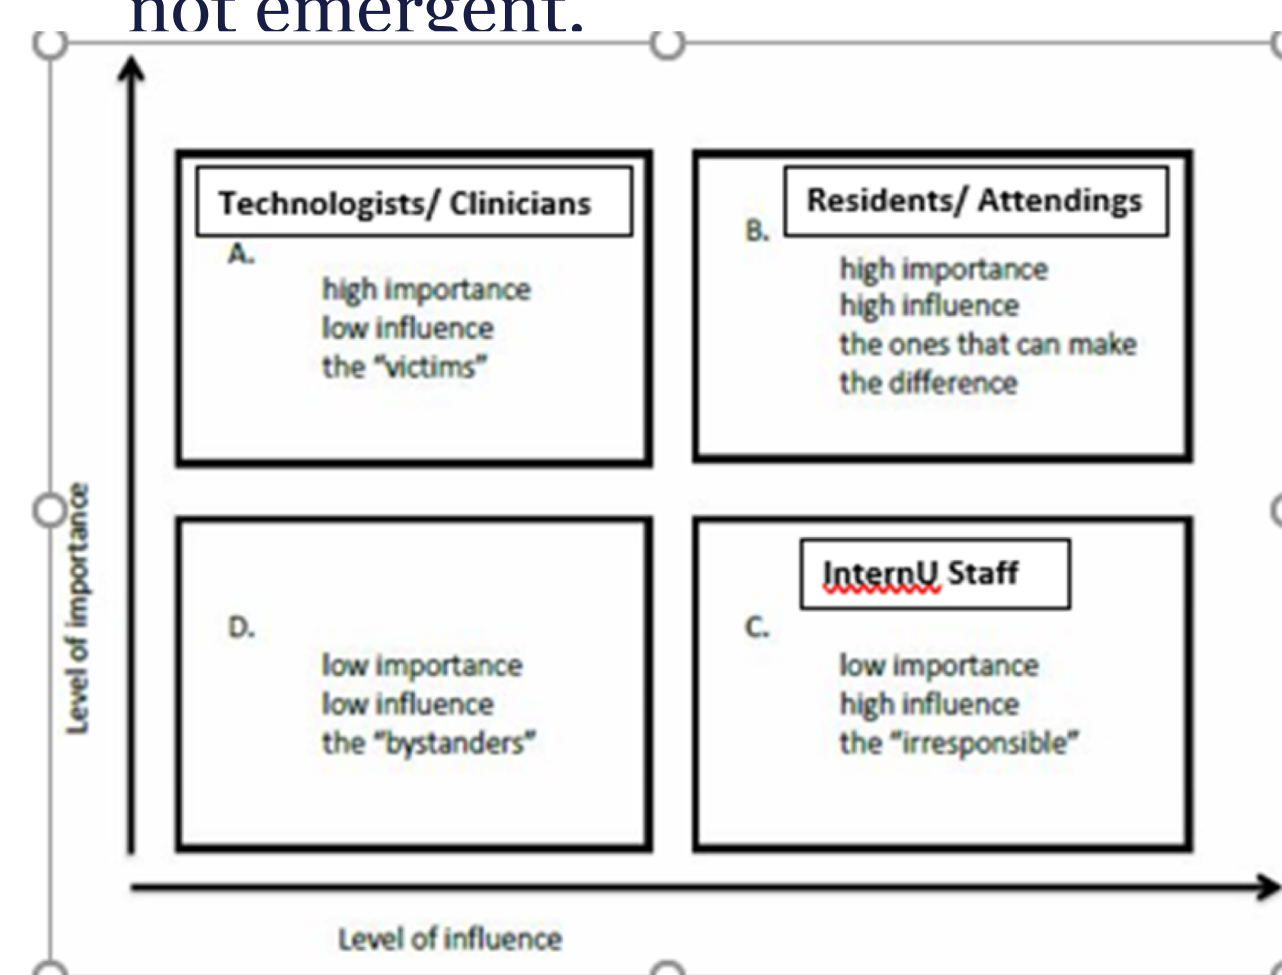 not emergent.
Technologists/ Clinicians
A.
high importance
low influence
the “victims”
Residents/ Attendings
B.
high importance
high influence
the ones that can make
the difference
Level of importance
D.
low importance
low influence
the “bystanders”
InternU Staff
C.
low importance
high influence
the “irresponsible”
Level of influence